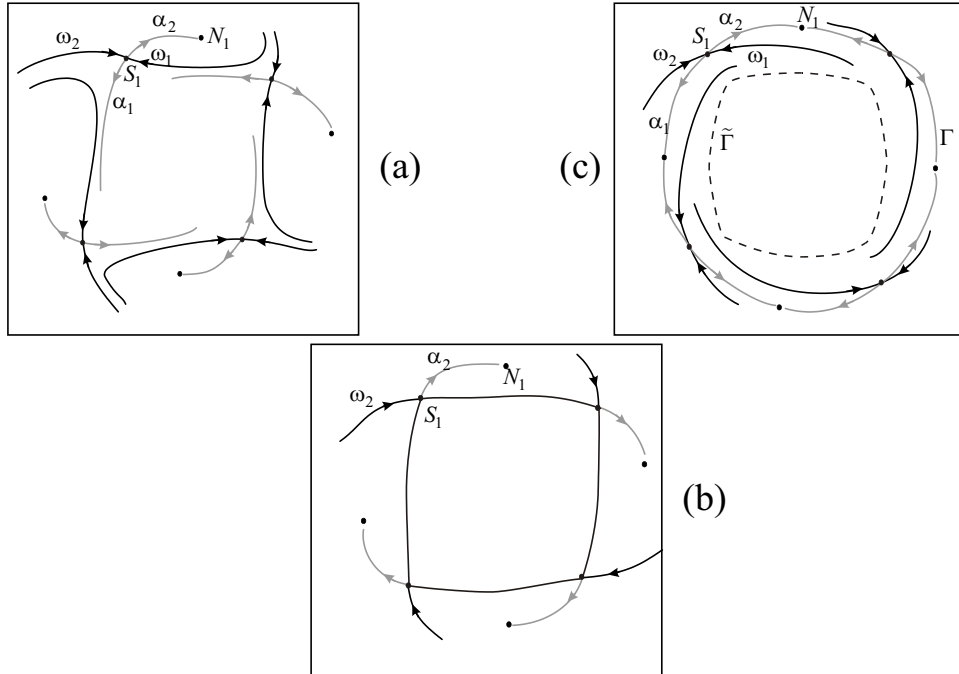 ω₂ α₂ N₁
S₁ ω₁
α₁
(a)
S₁ α₂ N₁
ω₂ ω₁
α₁ Γ̃ Γ
(c)
α₂
N₁
ω₂ S₁
(b)